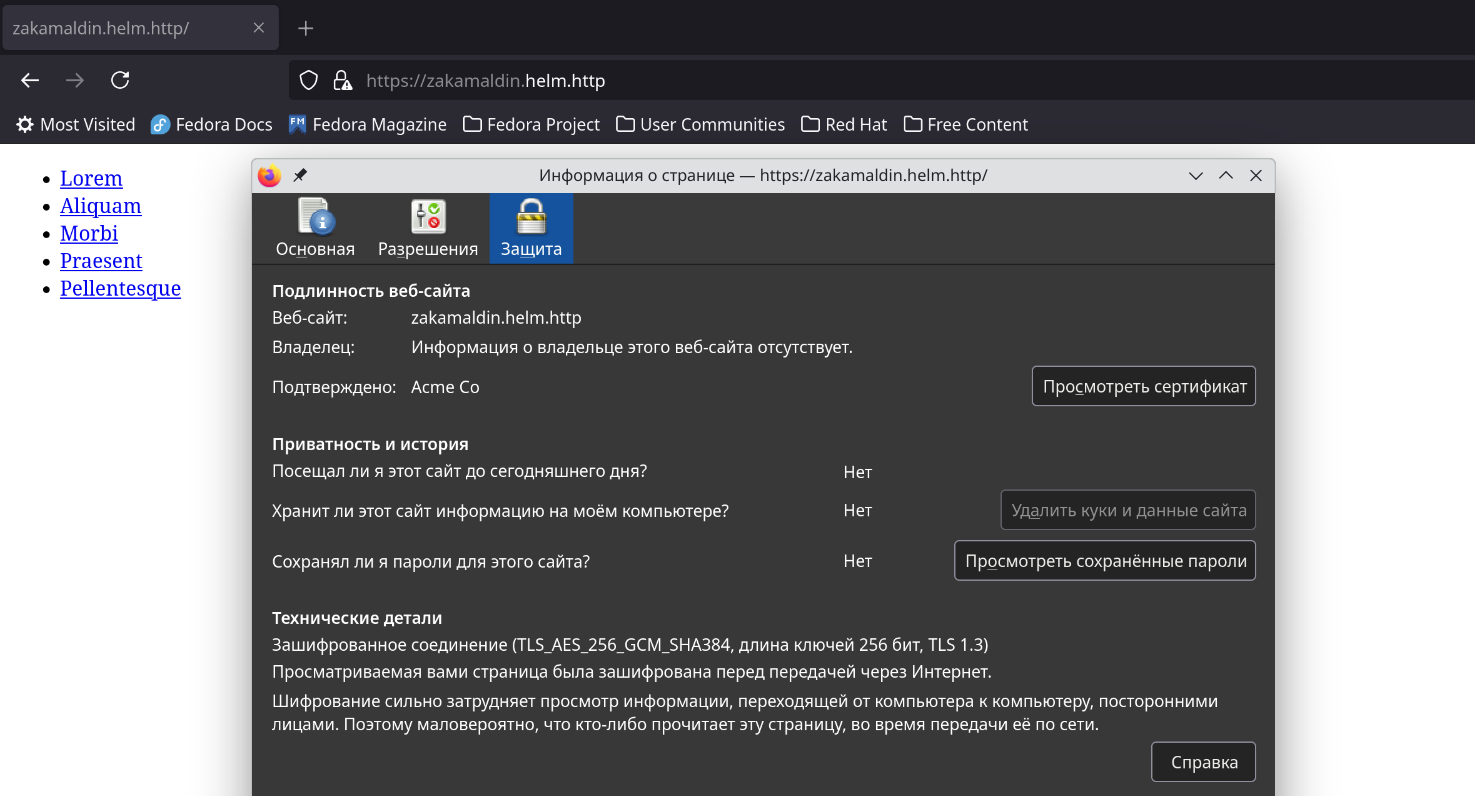 zakamaldin.helm.http/
https://zakamaldin.helm.http
Most Visited Fedora Docs Fedora Magazine Fedora Project User Communities Red Hat Free Content
Lorem
Aliquam
Morbi
Praesent
Pellentesque
Информация о странице — https://zakamaldin.helm.http/
Основная Разрешения Защита
Подлинность веб-сайта
Веб-сайт: zakamaldin.helm.http
Владелец: Информация о владельце этого веб-сайта отсутствует.
Подтверждено: Acme Co Просмотреть сертификат
Приватность и история
Посещал ли я этот сайт до сегодняшнего дня? Нет
Хранит ли этот сайт информацию на моём компьютере? Нет Удалить куки и данные сайта
Сохранял ли я пароли для этого сайта? Нет Просмотреть сохранённые пароли
Технические детали
Зашифрованное соединение (TLS_AES_256_GCM_SHA384, длина ключей 256 бит, TLS 1.3)
Просматриваемая вами страница была зашифрована перед передачей через Интернет.
Шифрование сильно затрудняет просмотр информации, переходящей от компьютера к компьютеру, посторонними
лицами. Поэтому маловероятно, что кто-либо прочитает эту страницу, во время передачи её по сети.
Справка